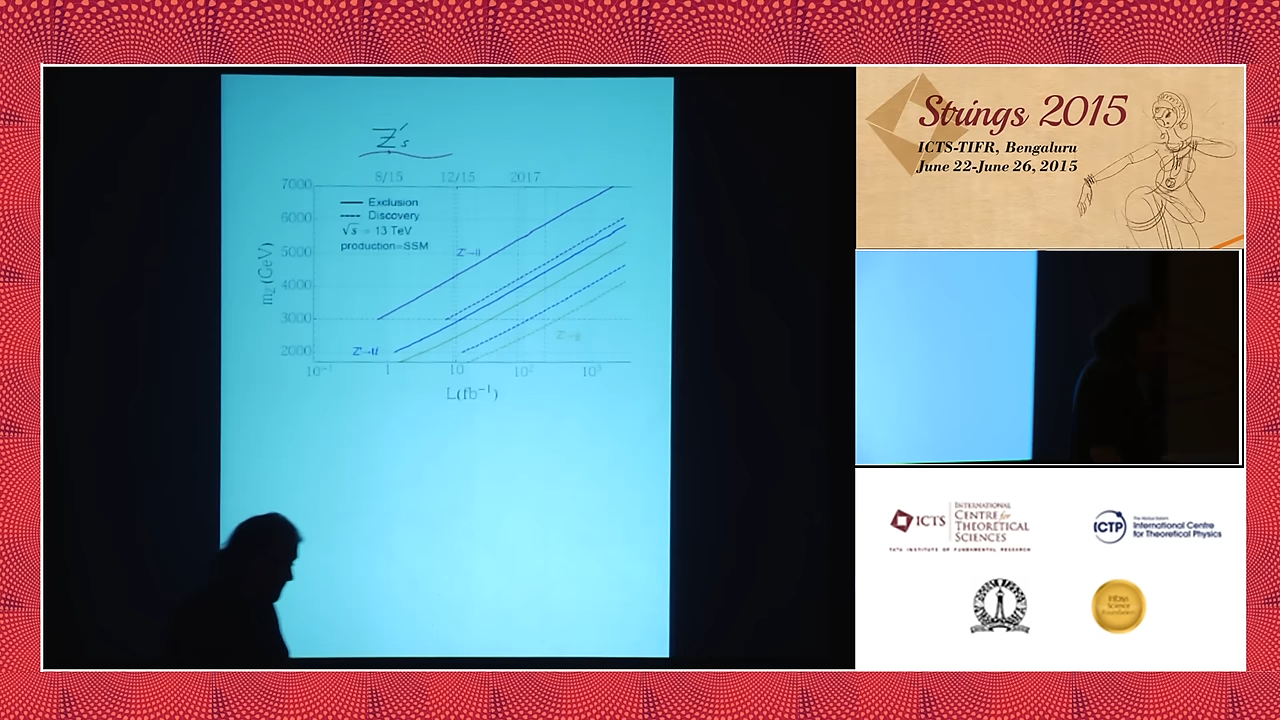 Z's
8/15 12/15 2017
7000
6000
5000
4000
3000
2000
m_Z'(GeV)
Exclusion
Discovery
√s = 13 TeV
production=SSM
Z'→ll
10⁻¹ 1 10 10² 10³
L(fb⁻¹)
Strings 2015
ICTS-TIFR, Bengaluru
June 22-June 26, 2015
ICTS
INTERNATIONAL
CENTRE for
THEORETICAL
SCIENCES
TATA INSTITUTE OF FUNDAMENTAL RESEARCH
ICTP
International Centre
for Theoretical Physics